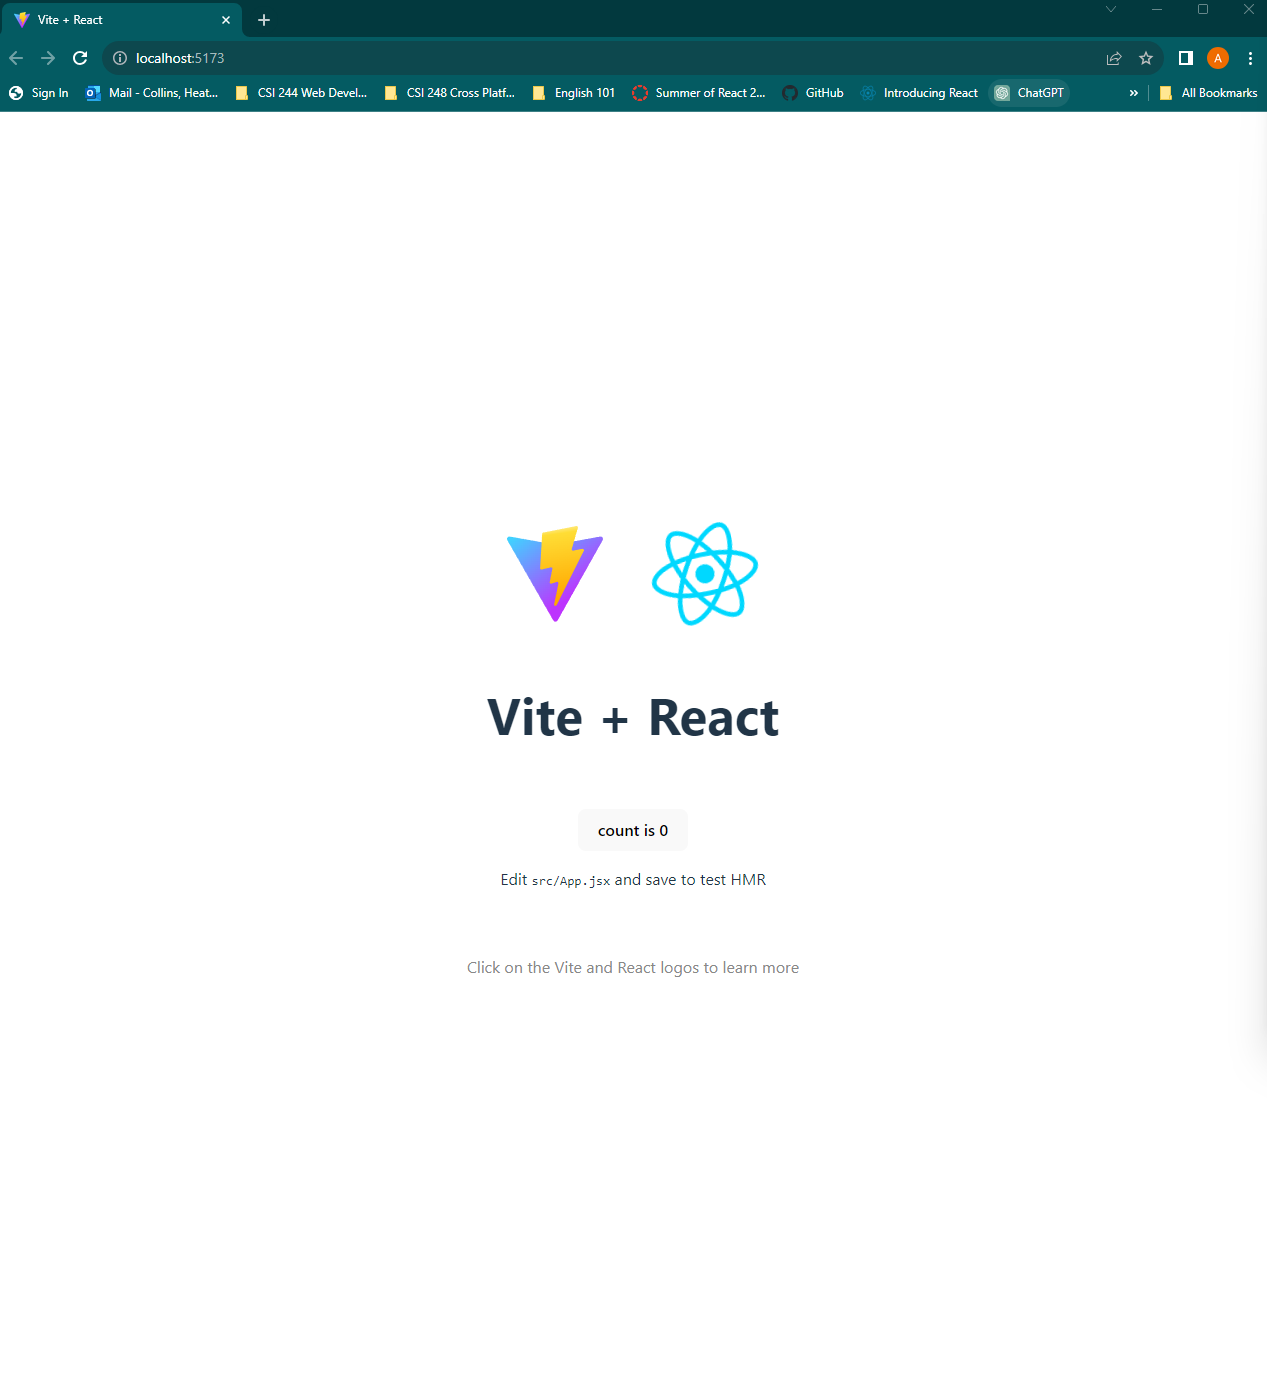 Vite + React
localhost:5173
A
Sign In
Mail - Collins, Heat...
CSI 244 Web Devel...
CSI 248 Cross Platf...
English 101
Summer of React 2...
GitHub
Introducing React
ChatGPT
»
All Bookmarks
Vite + React
count is 0
Edit src/App.jsx and save to test HMR
Click on the Vite and React logos to learn more